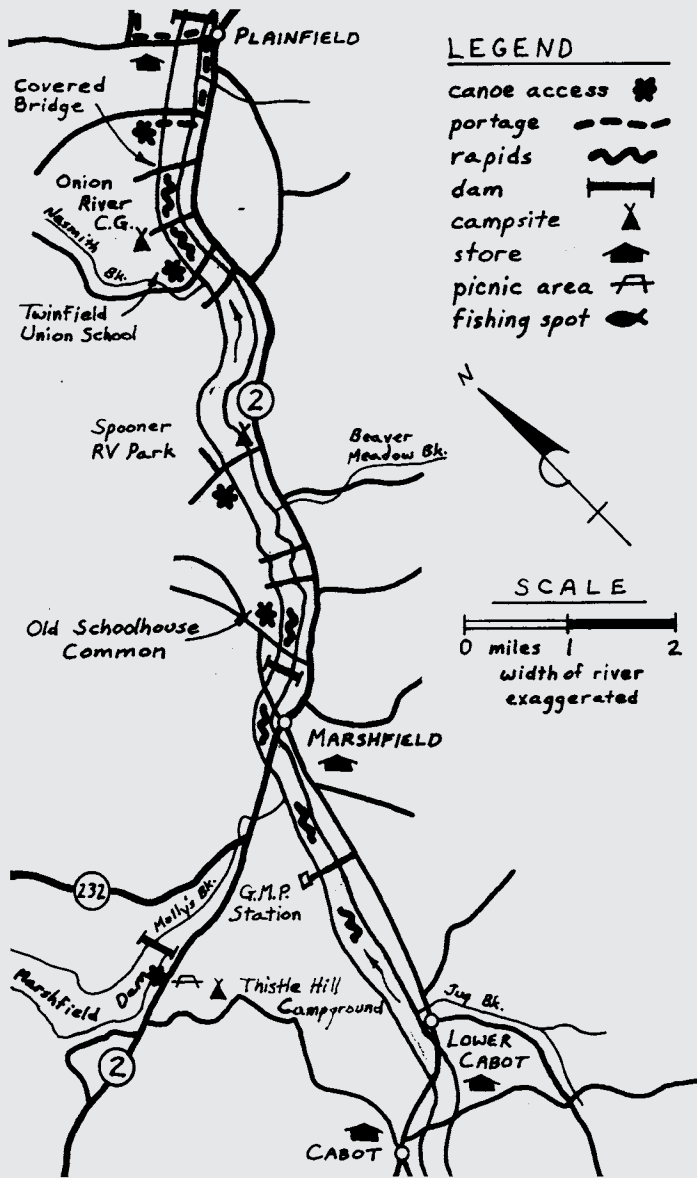 PLAINFIELD
Covered
Bridge
Onion
River
C.G.
Nasmith
Bk.
Twinfield
Union School
2
Spooner
RV Park
Beaver
Meadow Bk.
Old Schoolhouse
Common
MARSHFIELD
232
Molly's Bk.
G.M.P.
Station
Marshfield
Dam
Thistle Hill
Campground
Jug Bk.
LOWER
CABOT
2
CABOT
LEGEND
canoe access
portage
rapids
dam
campsite
store
picnic area
fishing spot
N
SCALE
0 miles 1 2
width of river
exaggerated